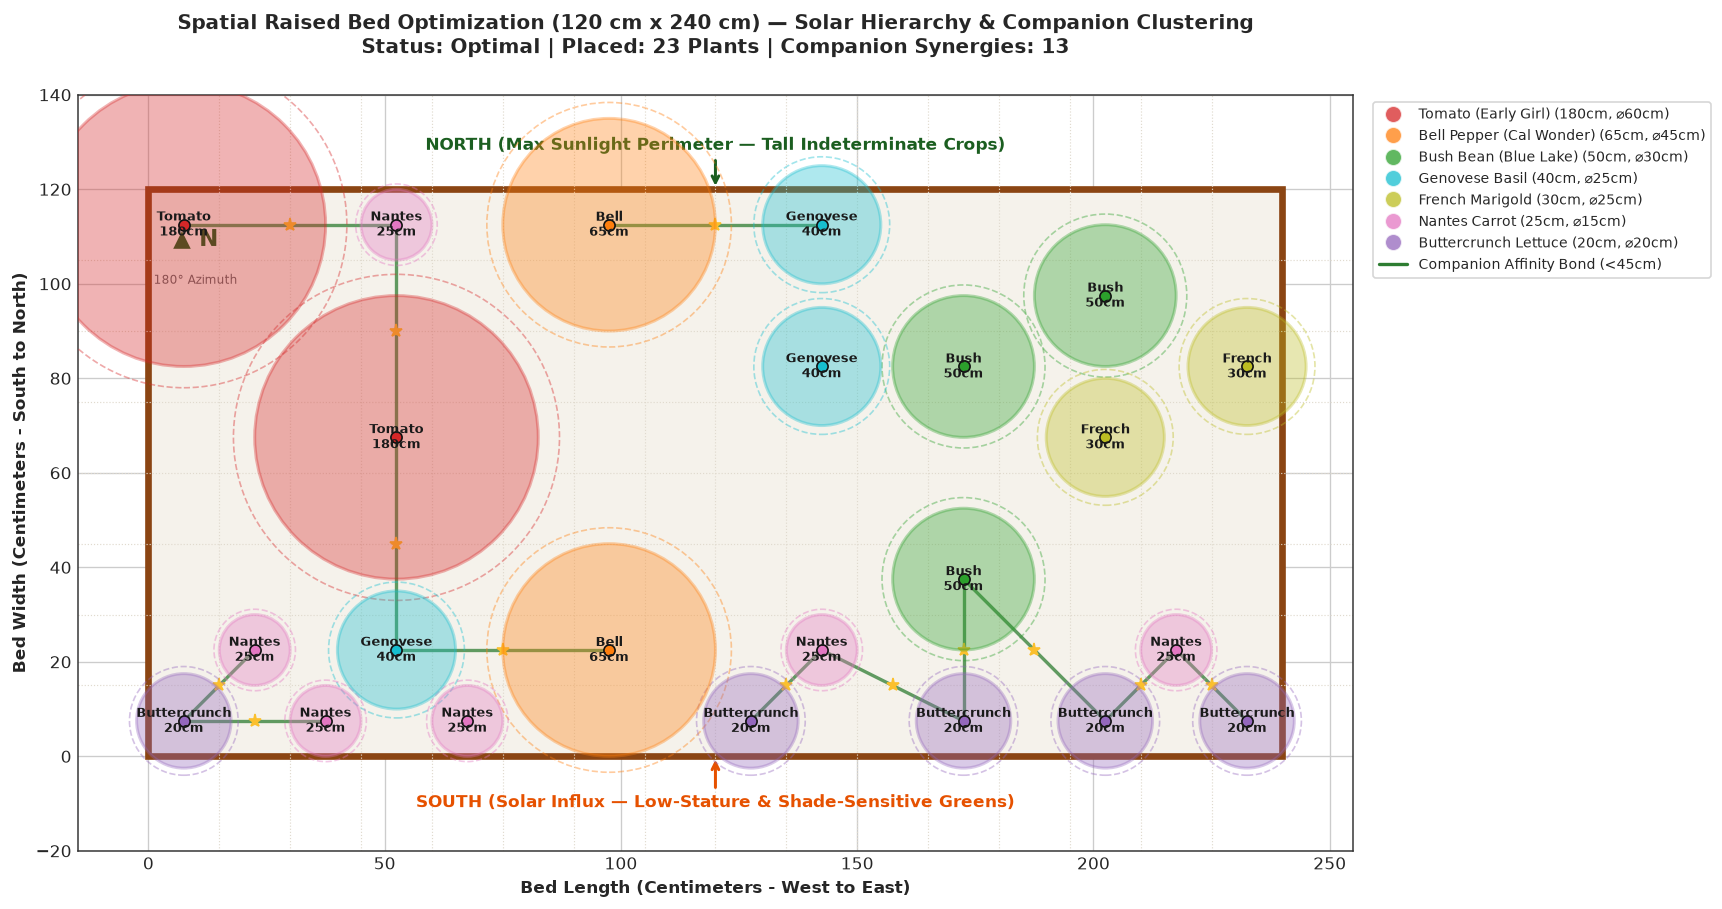 Spatial Raised Bed Optimization (120 cm x 240 cm) — Solar Hierarchy & Companion Clustering
Status: Optimal | Placed: 23 Plants | Companion Synergies: 13
140
120
100
80
60
40
20
0
−20
Bed Width (Centimeters - South to North)
NORTH (Max Sunlight Perimeter — Tall Indeterminate Crops)
Tomato
180cm
N
180° Azimuth
Nantes
25cm
Bell
65cm
Genovese
40cm
Bush
50cm
Genovese
40cm
Bush
50cm
French
30cm
Tomato
180cm
French
30cm
Bush
50cm
Nantes
25cm
Genovese
40cm
Bell
65cm
Nantes
25cm
Nantes
25cm
Buttercrunch
20cm
Nantes
25cm
Nantes
25cm
Buttercrunch
20cm
Buttercrunch
20cm
Buttercrunch
20cm
Buttercrunch
20cm
SOUTH (Solar Influx — Low-Stature & Shade-Sensitive Greens)
0
50
100
150
200
250
Bed Length (Centimeters - West to East)
Tomato (Early Girl) (180cm, ⌀60cm)
Bell Pepper (Cal Wonder) (65cm, ⌀45cm)
Bush Bean (Blue Lake) (50cm, ⌀30cm)
Genovese Basil (40cm, ⌀25cm)
French Marigold (30cm, ⌀25cm)
Nantes Carrot (25cm, ⌀15cm)
Buttercrunch Lettuce (20cm, ⌀20cm)
Companion Affinity Bond (<45cm)